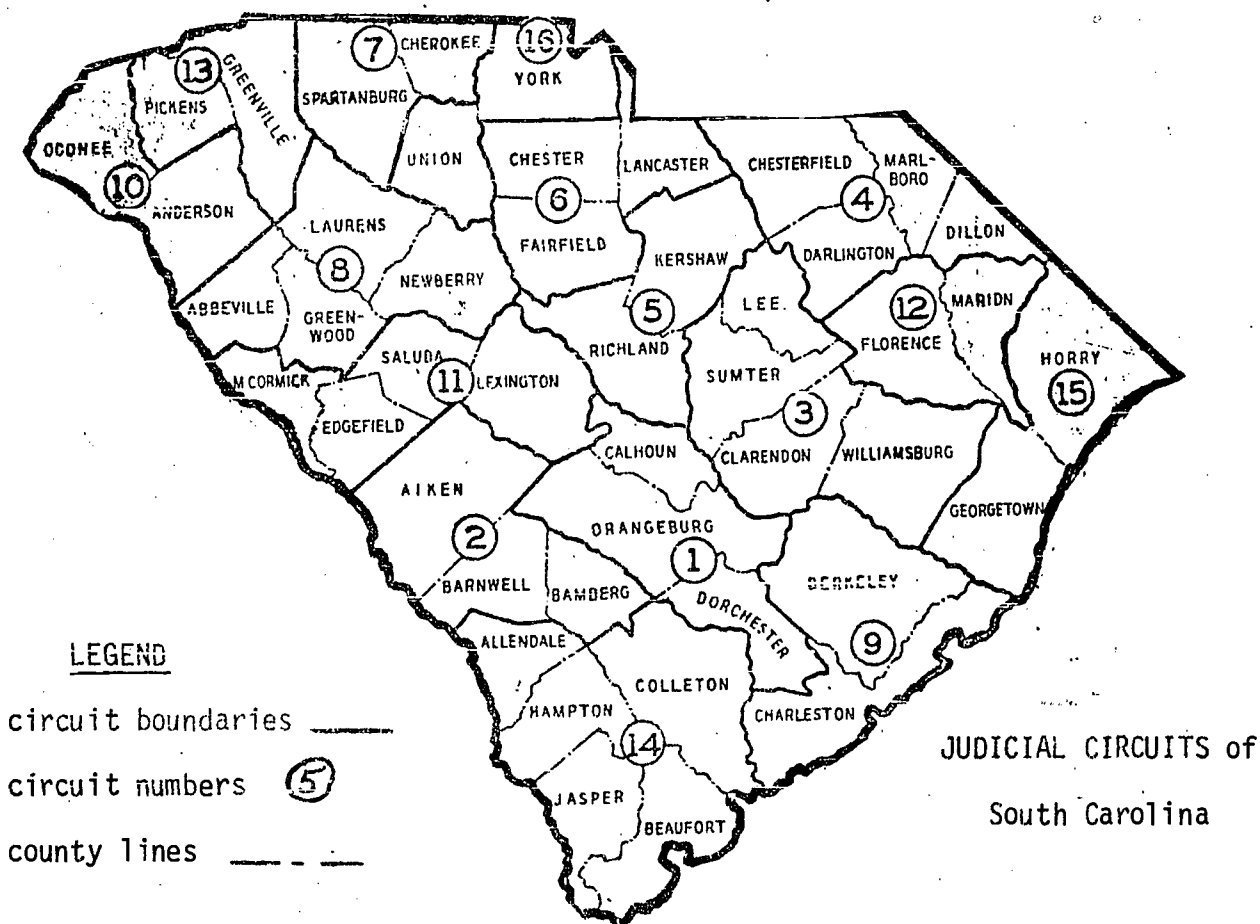 7
CHEROKEE
16
YORK
13
GREENVILLE
PICKENS
SPARTANBURG
OCONEE
UNION
CHESTER
LANCASTER
CHESTERFIELD
MARL-
BORO
10
ANDERSON
6
4
LAURENS
FAIRFIELD
DARLINGTON
DILLON
8
NEWBERRY
KERSHAW
LEE
12
MARION
ABBEVILLE
GREEN-
WOOD
5
RICHLAND
FLORENCE
HORRY
15
SALUDA
11
LEXINGTON
SUMTER
MCCORMICK
EDGEFIELD
3
CALHOUN
CLARENDON
WILLIAMSBURG
AIKEN
GEORGETOWN
ORANGEBURG
2
1
BARNWELL
BAMBERG
BERKELEY
DORCHESTER
ALLENDALE
9
COLLETON
HAMPTON
CHARLESTON
14
JASPER
BEAUFORT
LEGEND
circuit boundaries
circuit numbers 5
county lines
JUDICIAL CIRCUITS of
South Carolina